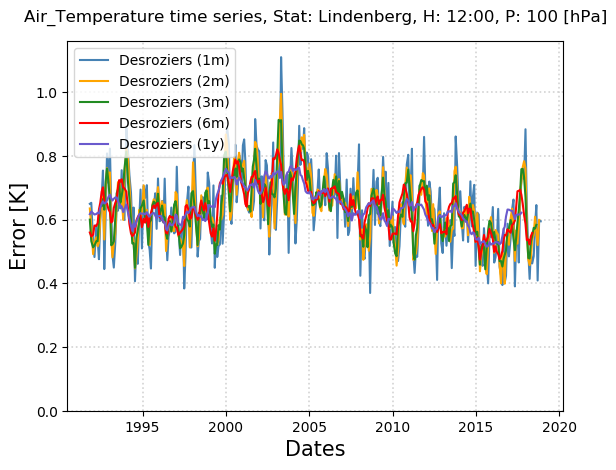 Air_Temperature time series, Stat: Lindenberg, H: 12:00, P: 100 [hPa]
Desroziers (1m)
Desroziers (2m)
Desroziers (3m)
Desroziers (6m)
Desroziers (1y)
1.0
0.8
0.6
0.4
0.2
0.0
Error [K]
1995 2000 2005 2010 2015 2020
Dates